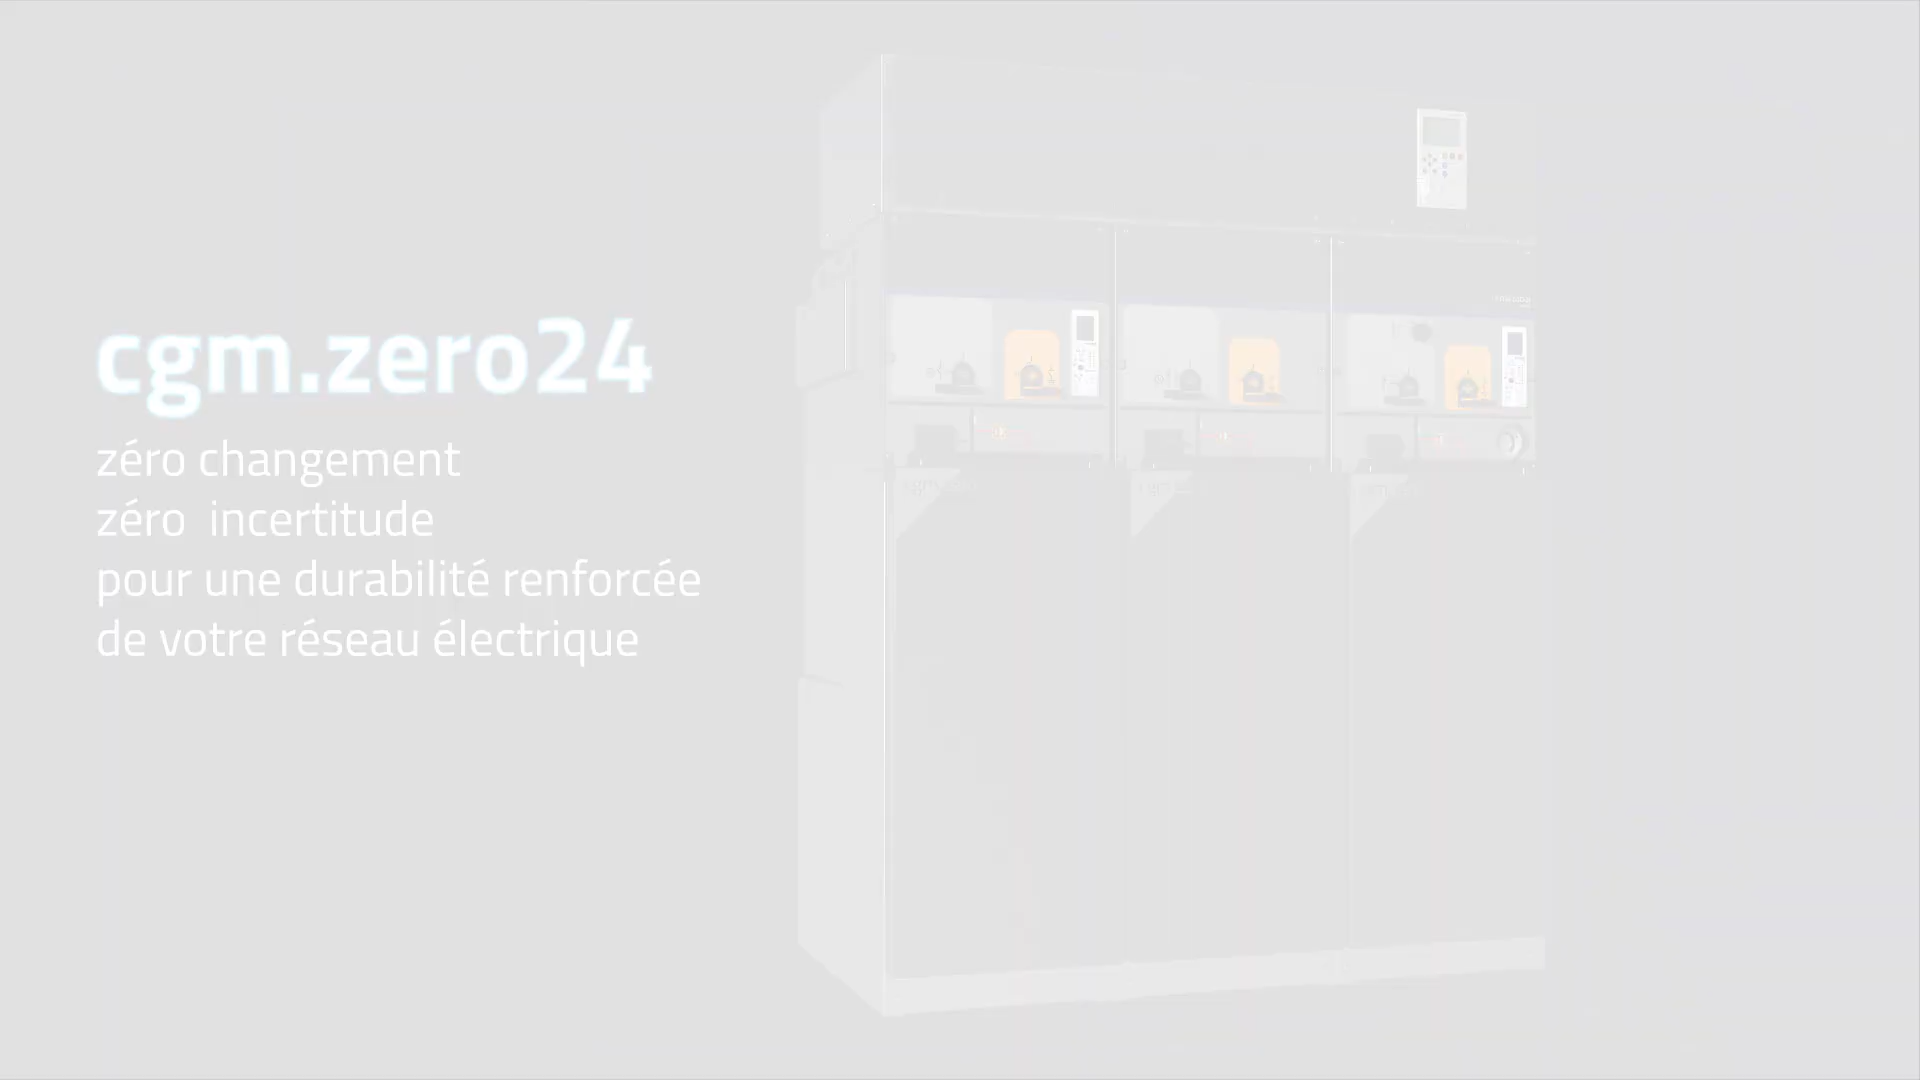 cgm.zero24
zéro changement
zéro  incertitude
pour une durabilité renforcée
de votre réseau électrique